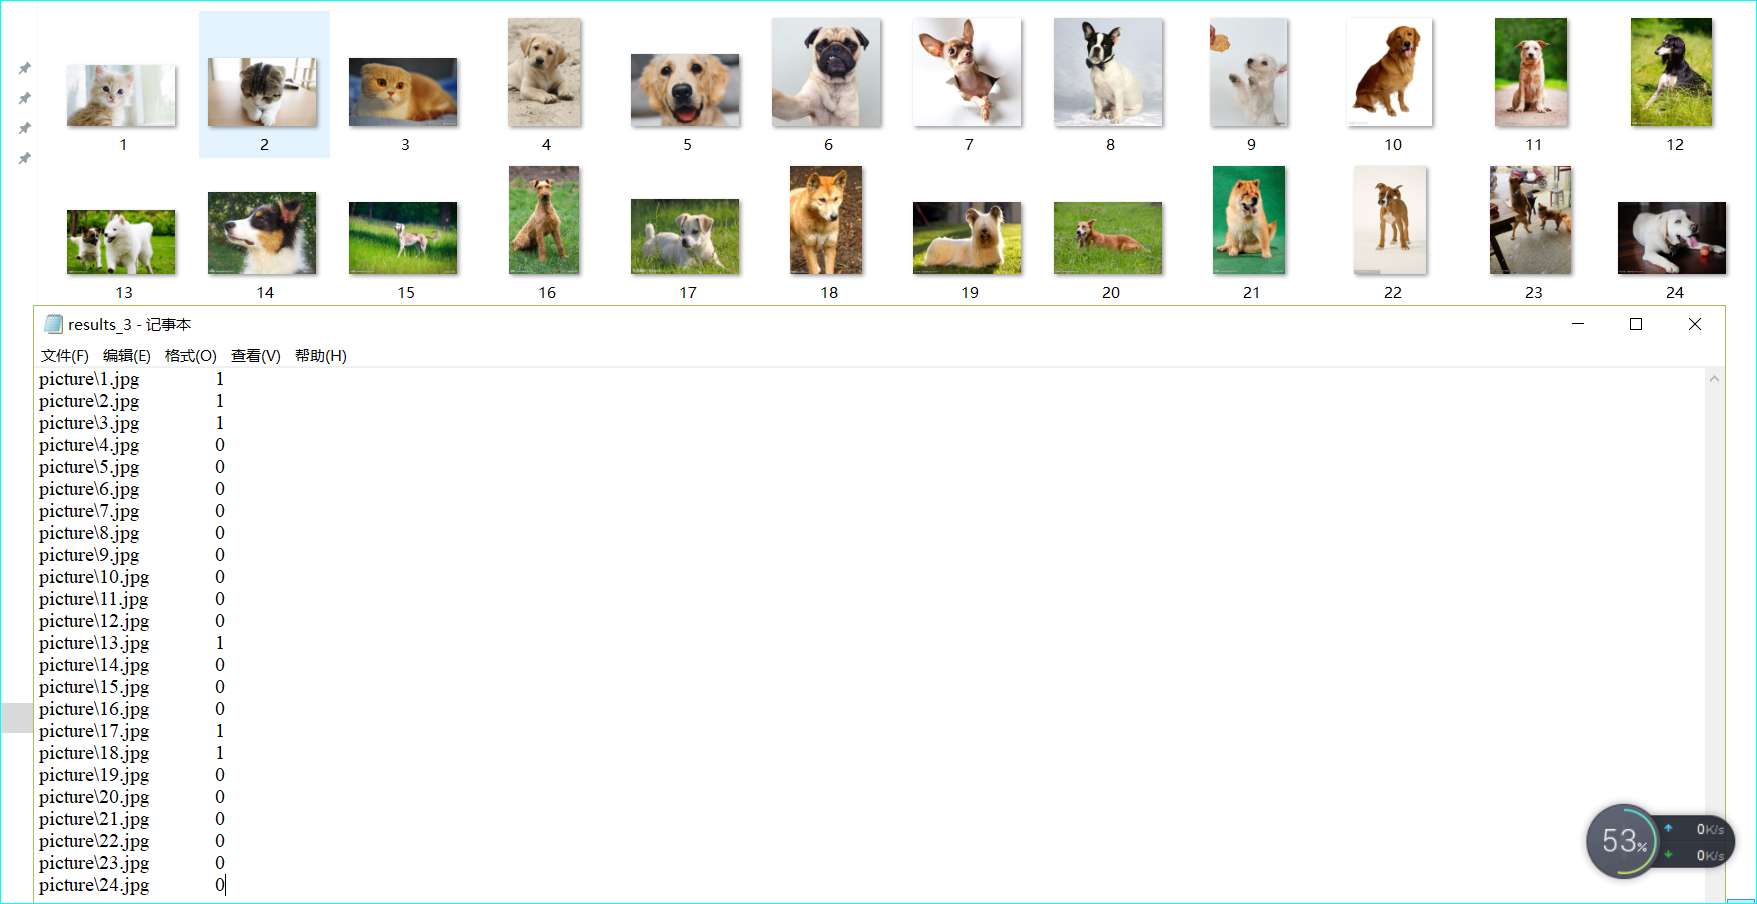 1 2 3 4 5 6 7 8 9 10 11 12
13 14 15 16 17 18 19 20 21 22 23 24
results_3 - 记事本
文件(F) 编辑(E) 格式(O) 查看(V) 帮助(H)
picture\1.jpg 1
picture\2.jpg 1
picture\3.jpg 1
picture\4.jpg 0
picture\5.jpg 0
picture\6.jpg 0
picture\7.jpg 0
picture\8.jpg 0
picture\9.jpg 0
picture\10.jpg 0
picture\11.jpg 0
picture\12.jpg 0
picture\13.jpg 1
picture\14.jpg 0
picture\15.jpg 0
picture\16.jpg 0
picture\17.jpg 1
picture\18.jpg 1
picture\19.jpg 0
picture\20.jpg 0
picture\21.jpg 0
picture\22.jpg 0
picture\23.jpg 0
picture\24.jpg 0
53% 0K/s
0K/s